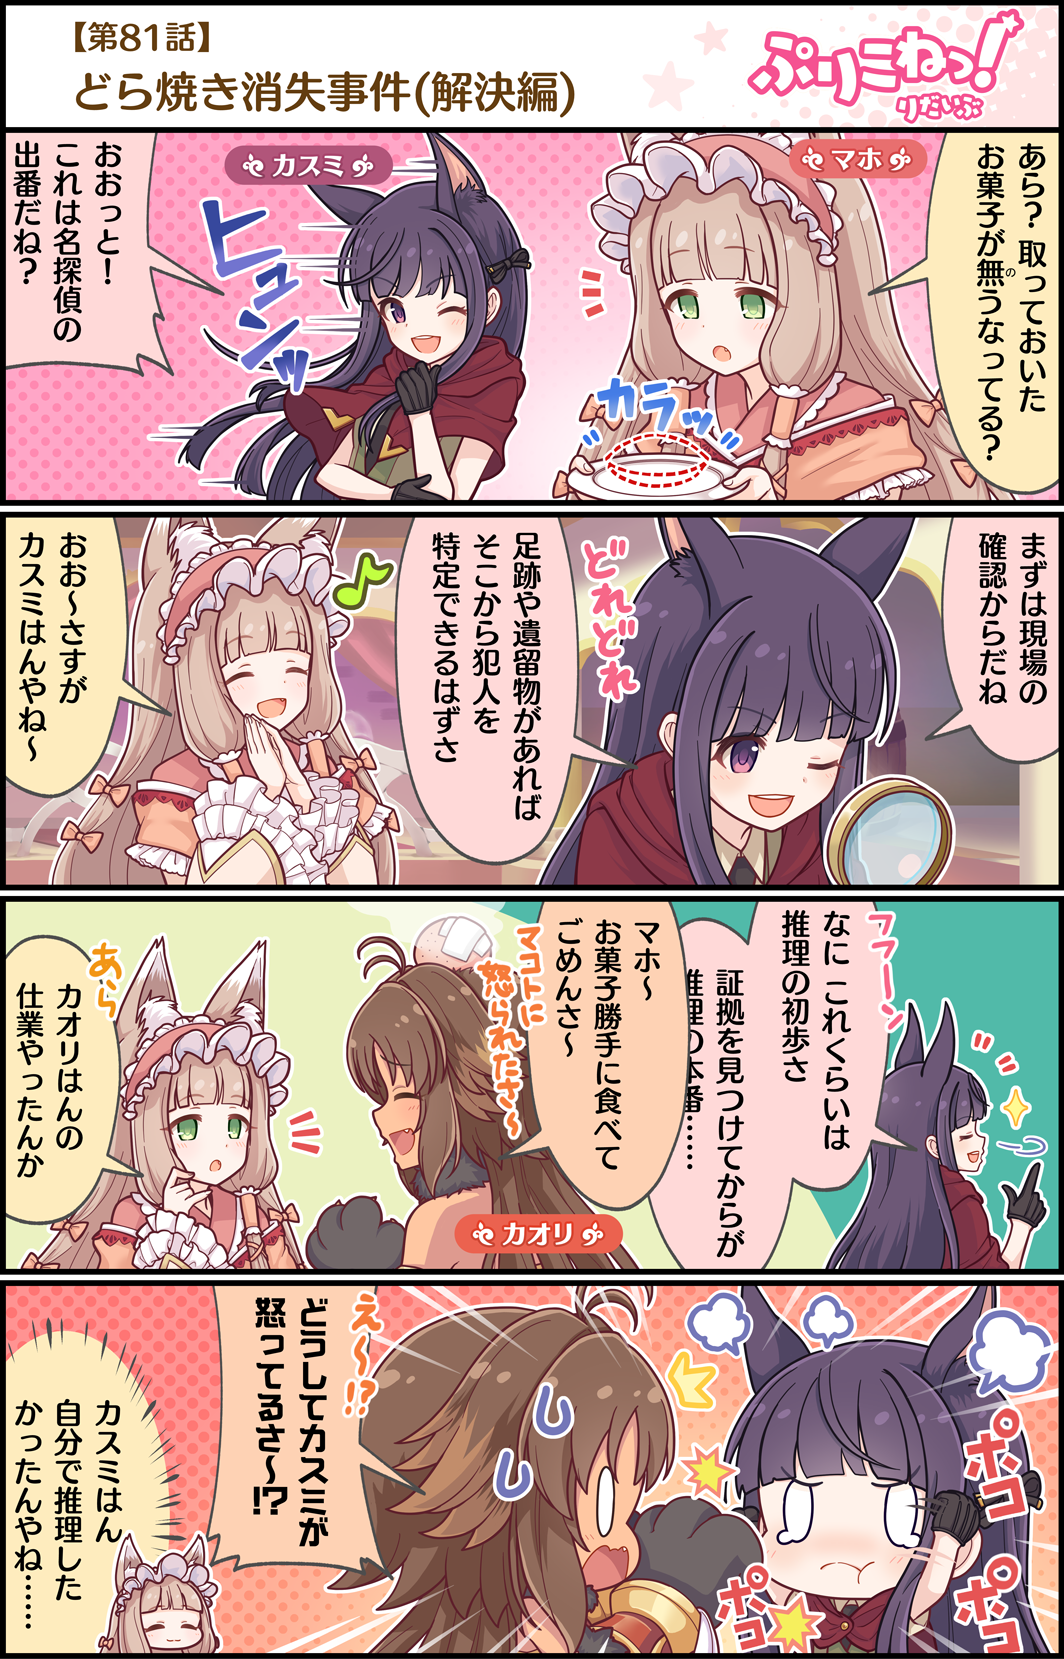 【第81話】
どら焼き消失事件(解決編)
ぷりこねっ!
りだいぶ
マホ
あら? 取っておいた
お菓子が無うなってる?
の
カラッ
カスミ
ヒュンッ
おおっと!
これは名探偵の
出番だね?
まずは現場の
確認からだね
どれどれ
足跡や遺留物があれば
そこから犯人を
特定できるはずさ
おお〜さすが
カスミはんやね〜
フフーン
なに これくらいは
推理の初歩さ
証拠を見つけてからが
推理の本番……
マホ〜
お菓子勝手に食べて
ごめんさ〜
マコトに
怒られたさ〜
カオリ
あら
カオリはんの
仕業やったんか
ポコ
ポコ
ポコ
え〜!?
どうしてカスミが
怒ってるさ〜!?
カスミはん
自分で推理した
かったんやね……